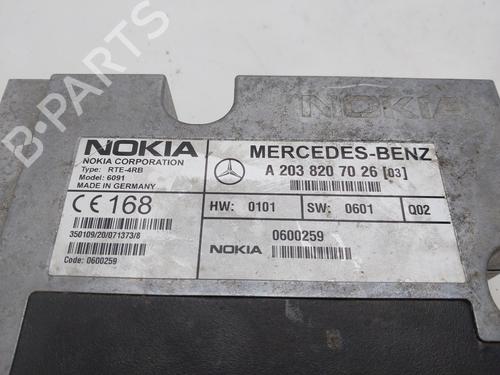 B-PARTS
NOKIA
NOKIA
NOKIA CORPORATION
Type: RTE-4RB
Model: 6091
MADE IN GERMANY
CE 168
350109/20/071373/8
Code: 0600259
MERCEDES-BENZ
A 203 820 70 26 [03]
HW: 0101 SW: 0601 Q02
0600259
NOKIA